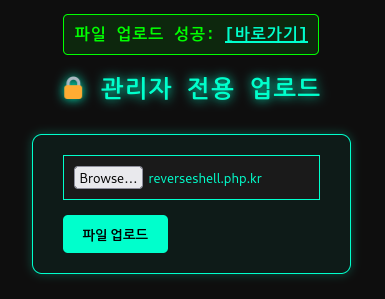 파일 업로드 성공: [바로가기]
🔒 관리자 전용 업로드
Browse... reverseshell.php.kr
파일 업로드